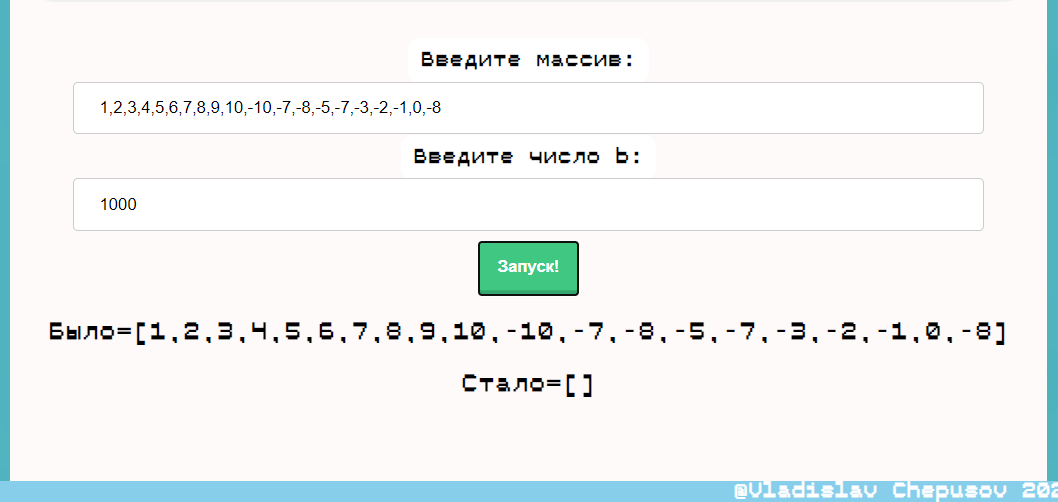 Введите массив:
1,2,3,4,5,6,7,8,9,10,-10,-7,-8,-5,-7,-3,-2,-1,0,-8
Введите число b:
1000
Запуск!
Было=[1,2,3,4,5,6,7,8,9,10,-10,-7,-8,-5,-7,-3,-2,-1,0,-8]
Стало=[]
@Vladislav Chepusov